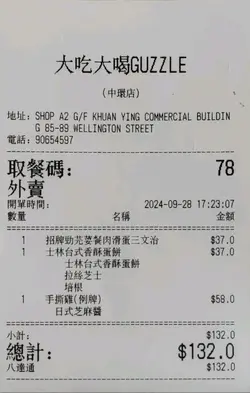 大吃大喝GUZZLE
(中環店)
地址: SHOP A2 G/F KHUAN YING COMMERCIAL BUILDIN
G 85-89 WELLINGTON STREET
電話: 90654597
取餐碼: 78
外賣
開單時間: 2024-09-28 17:23:07
數量 名稱 金額
1 招牌勁芫荽餐肉滑蛋三文治 $37.0
1 士林台式香酥蛋餅 $37.0
士林台式香酥蛋餅
拉絲芝士
培根
1 手撕雞(例牌) $58.0
日式芝麻醬
小計: $132.0
總計: $132.0
八達通 $132.0